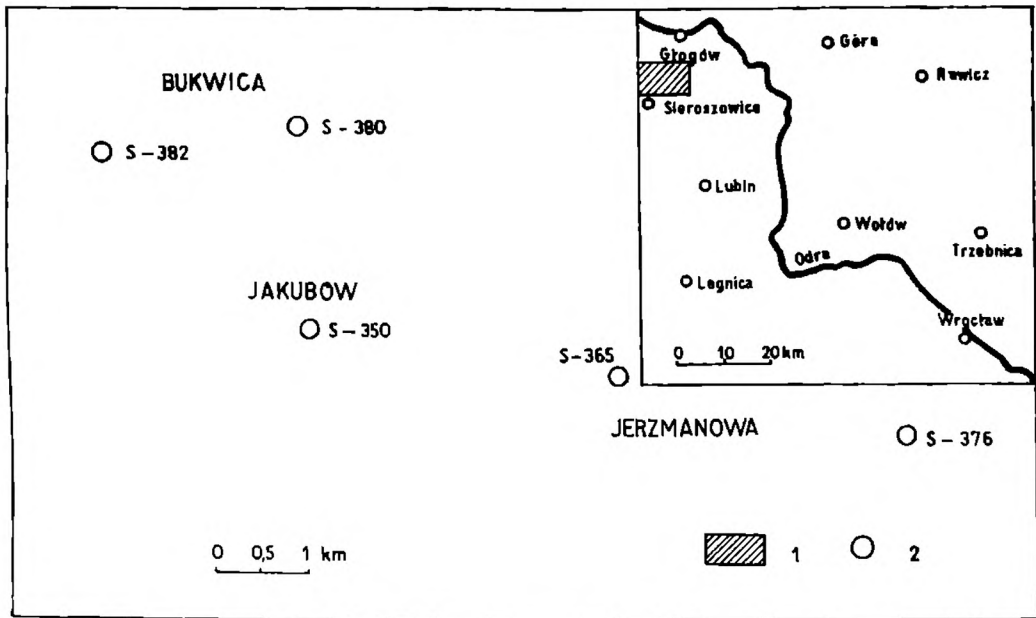 BUKWICA
S-380
S-382
JAKUBÓW
S-350
S-365
JERZMANOWA
S-376
0 0,5 1 km
1
2
Głogów
Góra
Rawicz
Sieroszowice
Lubin
Wołów
Trzebnica
Odra
Legnica
Wrocław
0 10 20 km